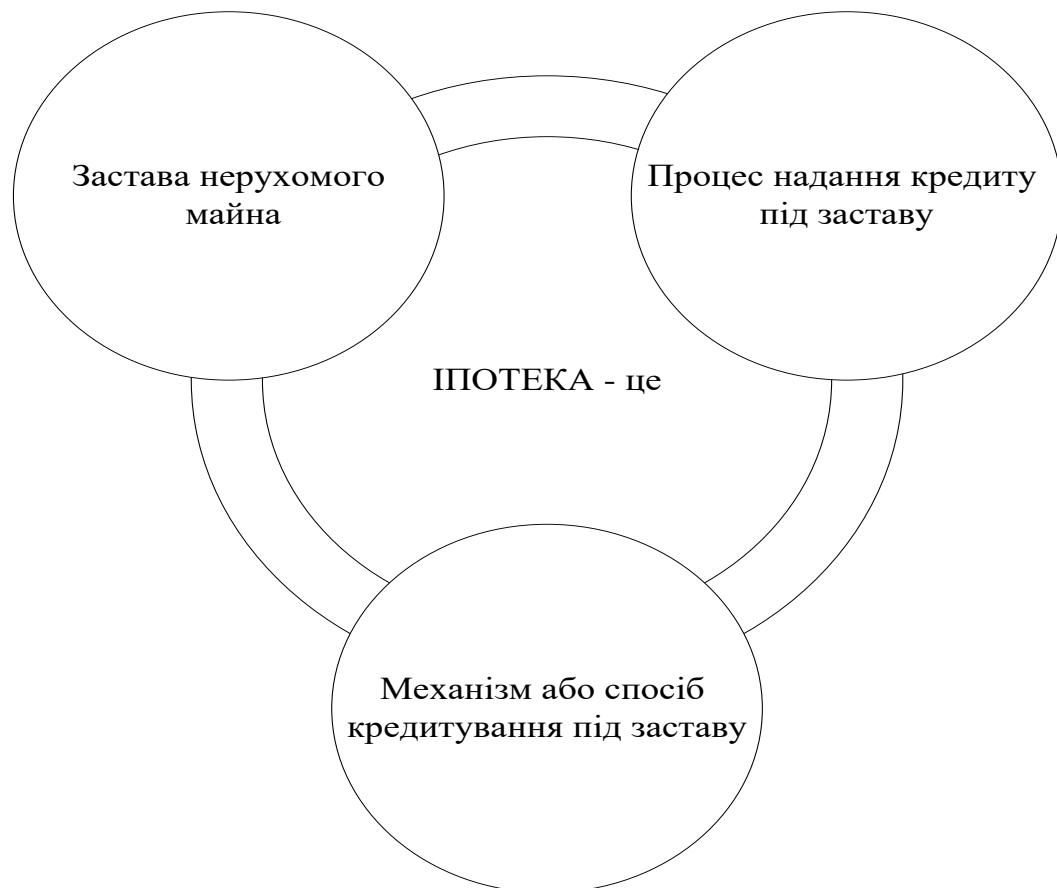 Застава нерухомого
майна
Процес надання кредиту
під заставу
ІПОТЕКА - це
Механізм або спосіб
кредитування під заставу